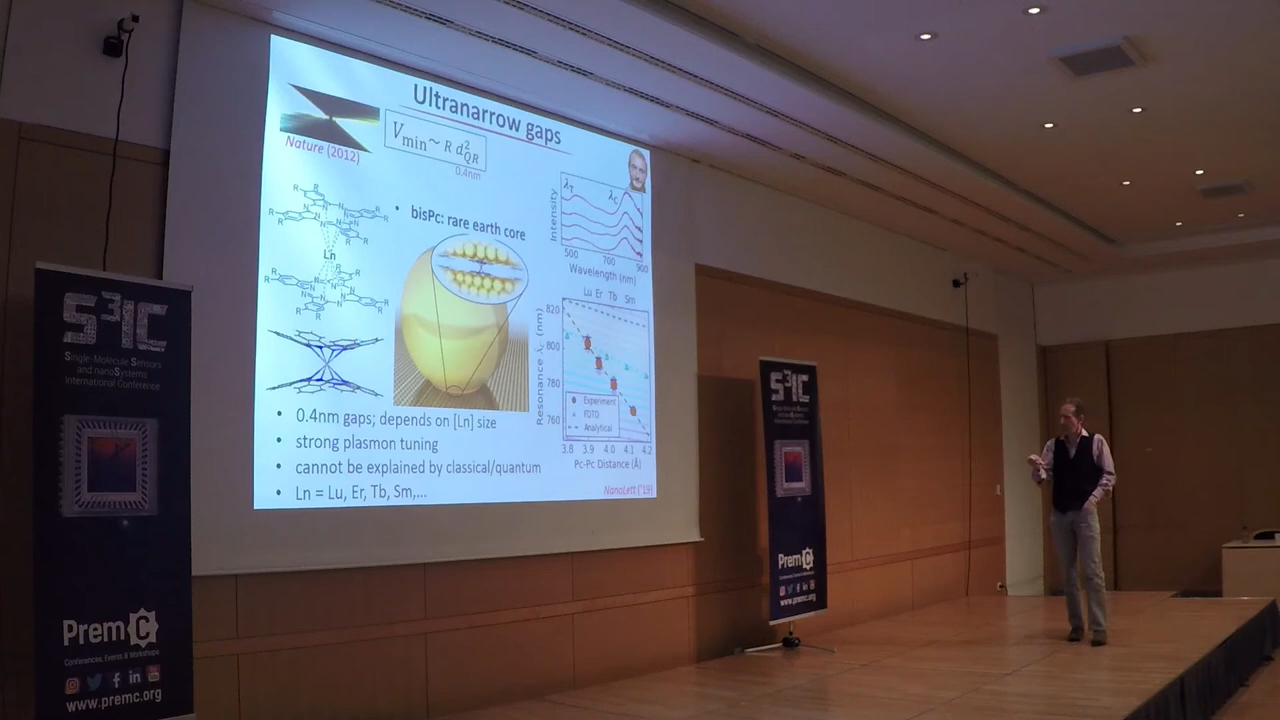 Ultranarrow gaps
Nature (2012)
Vmin~ R d²QR
0.4nm
• bisPc: rare earth core
R
R
R
R
R
R
Ln
R
R
R
R
R
λT
λC
Intensity
500 700 900
Wavelength (nm)
Lu Er Tb Sm
820
800
780
760
Resonance λC (nm)
Experiment
FDTD
Analytical
3.8 3.9 4.0 4.1 4.2
Pc-Pc Distance (Å)
• 0.4nm gaps; depends on [Ln] size
• strong plasmon tuning
• cannot be explained by classical/quantum
• Ln = Lu, Er, Tb, Sm,...
NanoLett ('19)
S³IC
Single-Molecule Sensors
and nanoSystems
International Conference
PremC
Conferences, Events & Workshops
www.premc.org
S³IC
PremC
www.premc.org